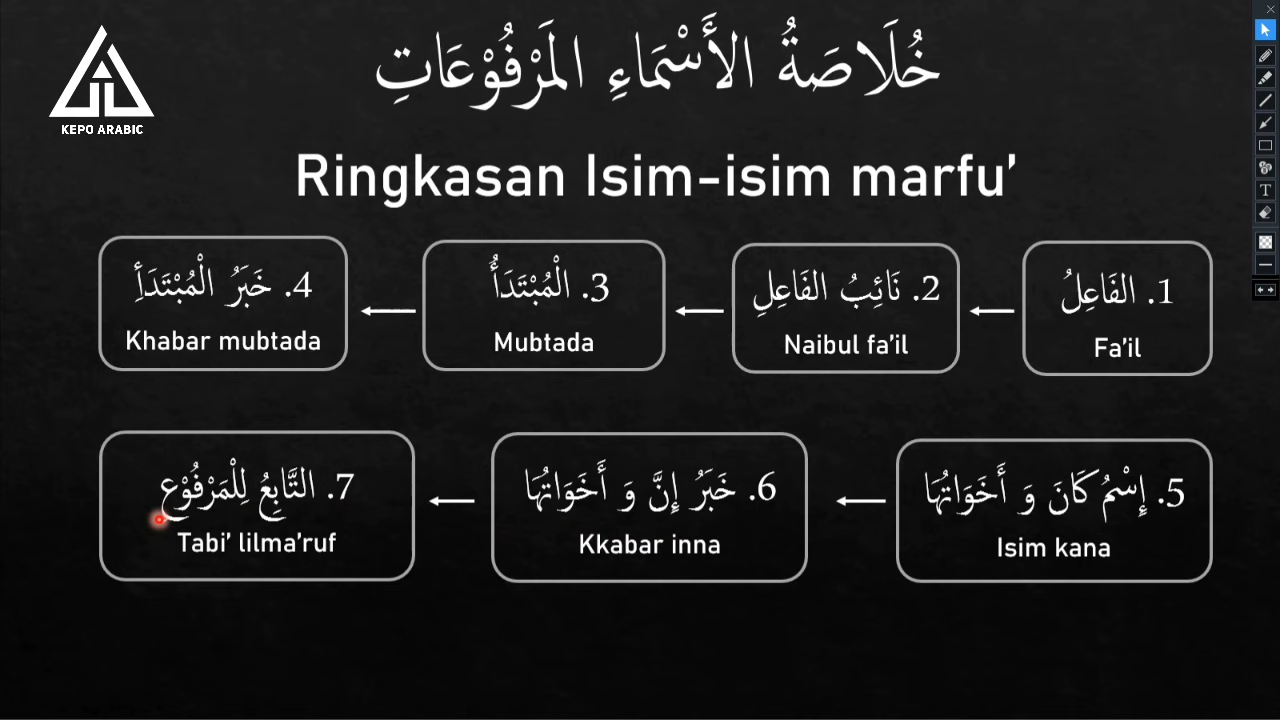 KEPO ARABIC
خُلَاصَةُ الأَسْمَاءِ المَرْفُوْعَاتِ
Ringkasan Isim-isim marfu’
1. الفَاعِلُ
Fa’il
2. نَائِبُ الفَاعِلِ
Naibul fa’il
3. الْمُبْتَدَأُ
Mubtada
4. خَبَرُ الْمُبْتَدَأِ
Khabar mubtada
5. إِسْمُ كَانَ وَ أَخَوَاتُهَا
Isim kana
6. خَبَرُ إِنَّ وَ أَخَوَاتُهَا
Kkabar inna
7. التَّابِعُ لِلْمَرْفُوْعِ
Tabi’ lilma’ruf